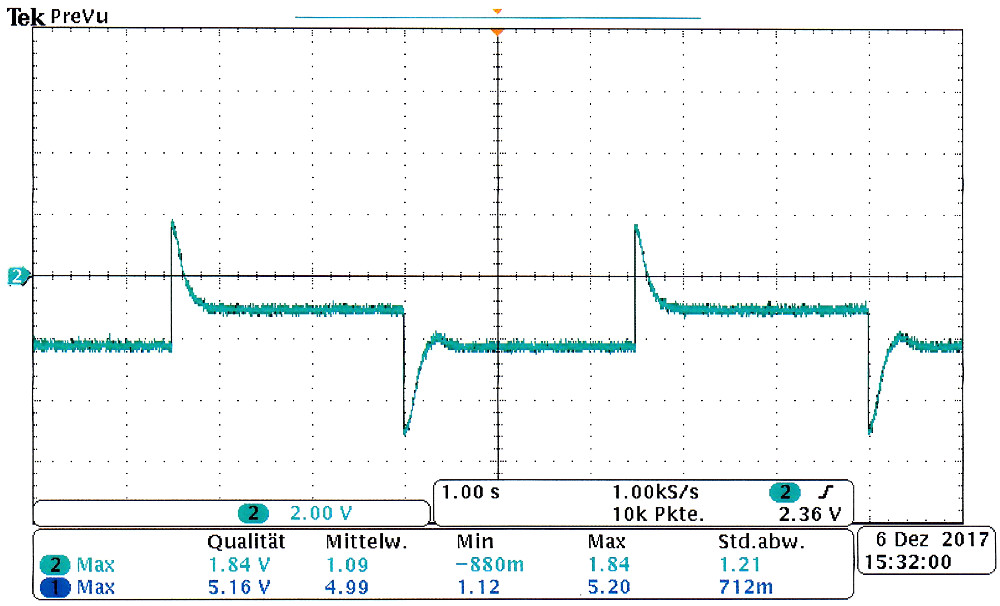 Tek PreVu
2
2 2.00 V
1.00 s 1.00kS/s 2
10k Pkte. 2.36 V
Qualität Mittelw. Min Max Std.abw.
2 Max 1.84 V 1.09 −880m 1.84 1.21
1 Max 5.16 V 4.99 1.12 5.20 712m
6 Dez 2017
15:32:00